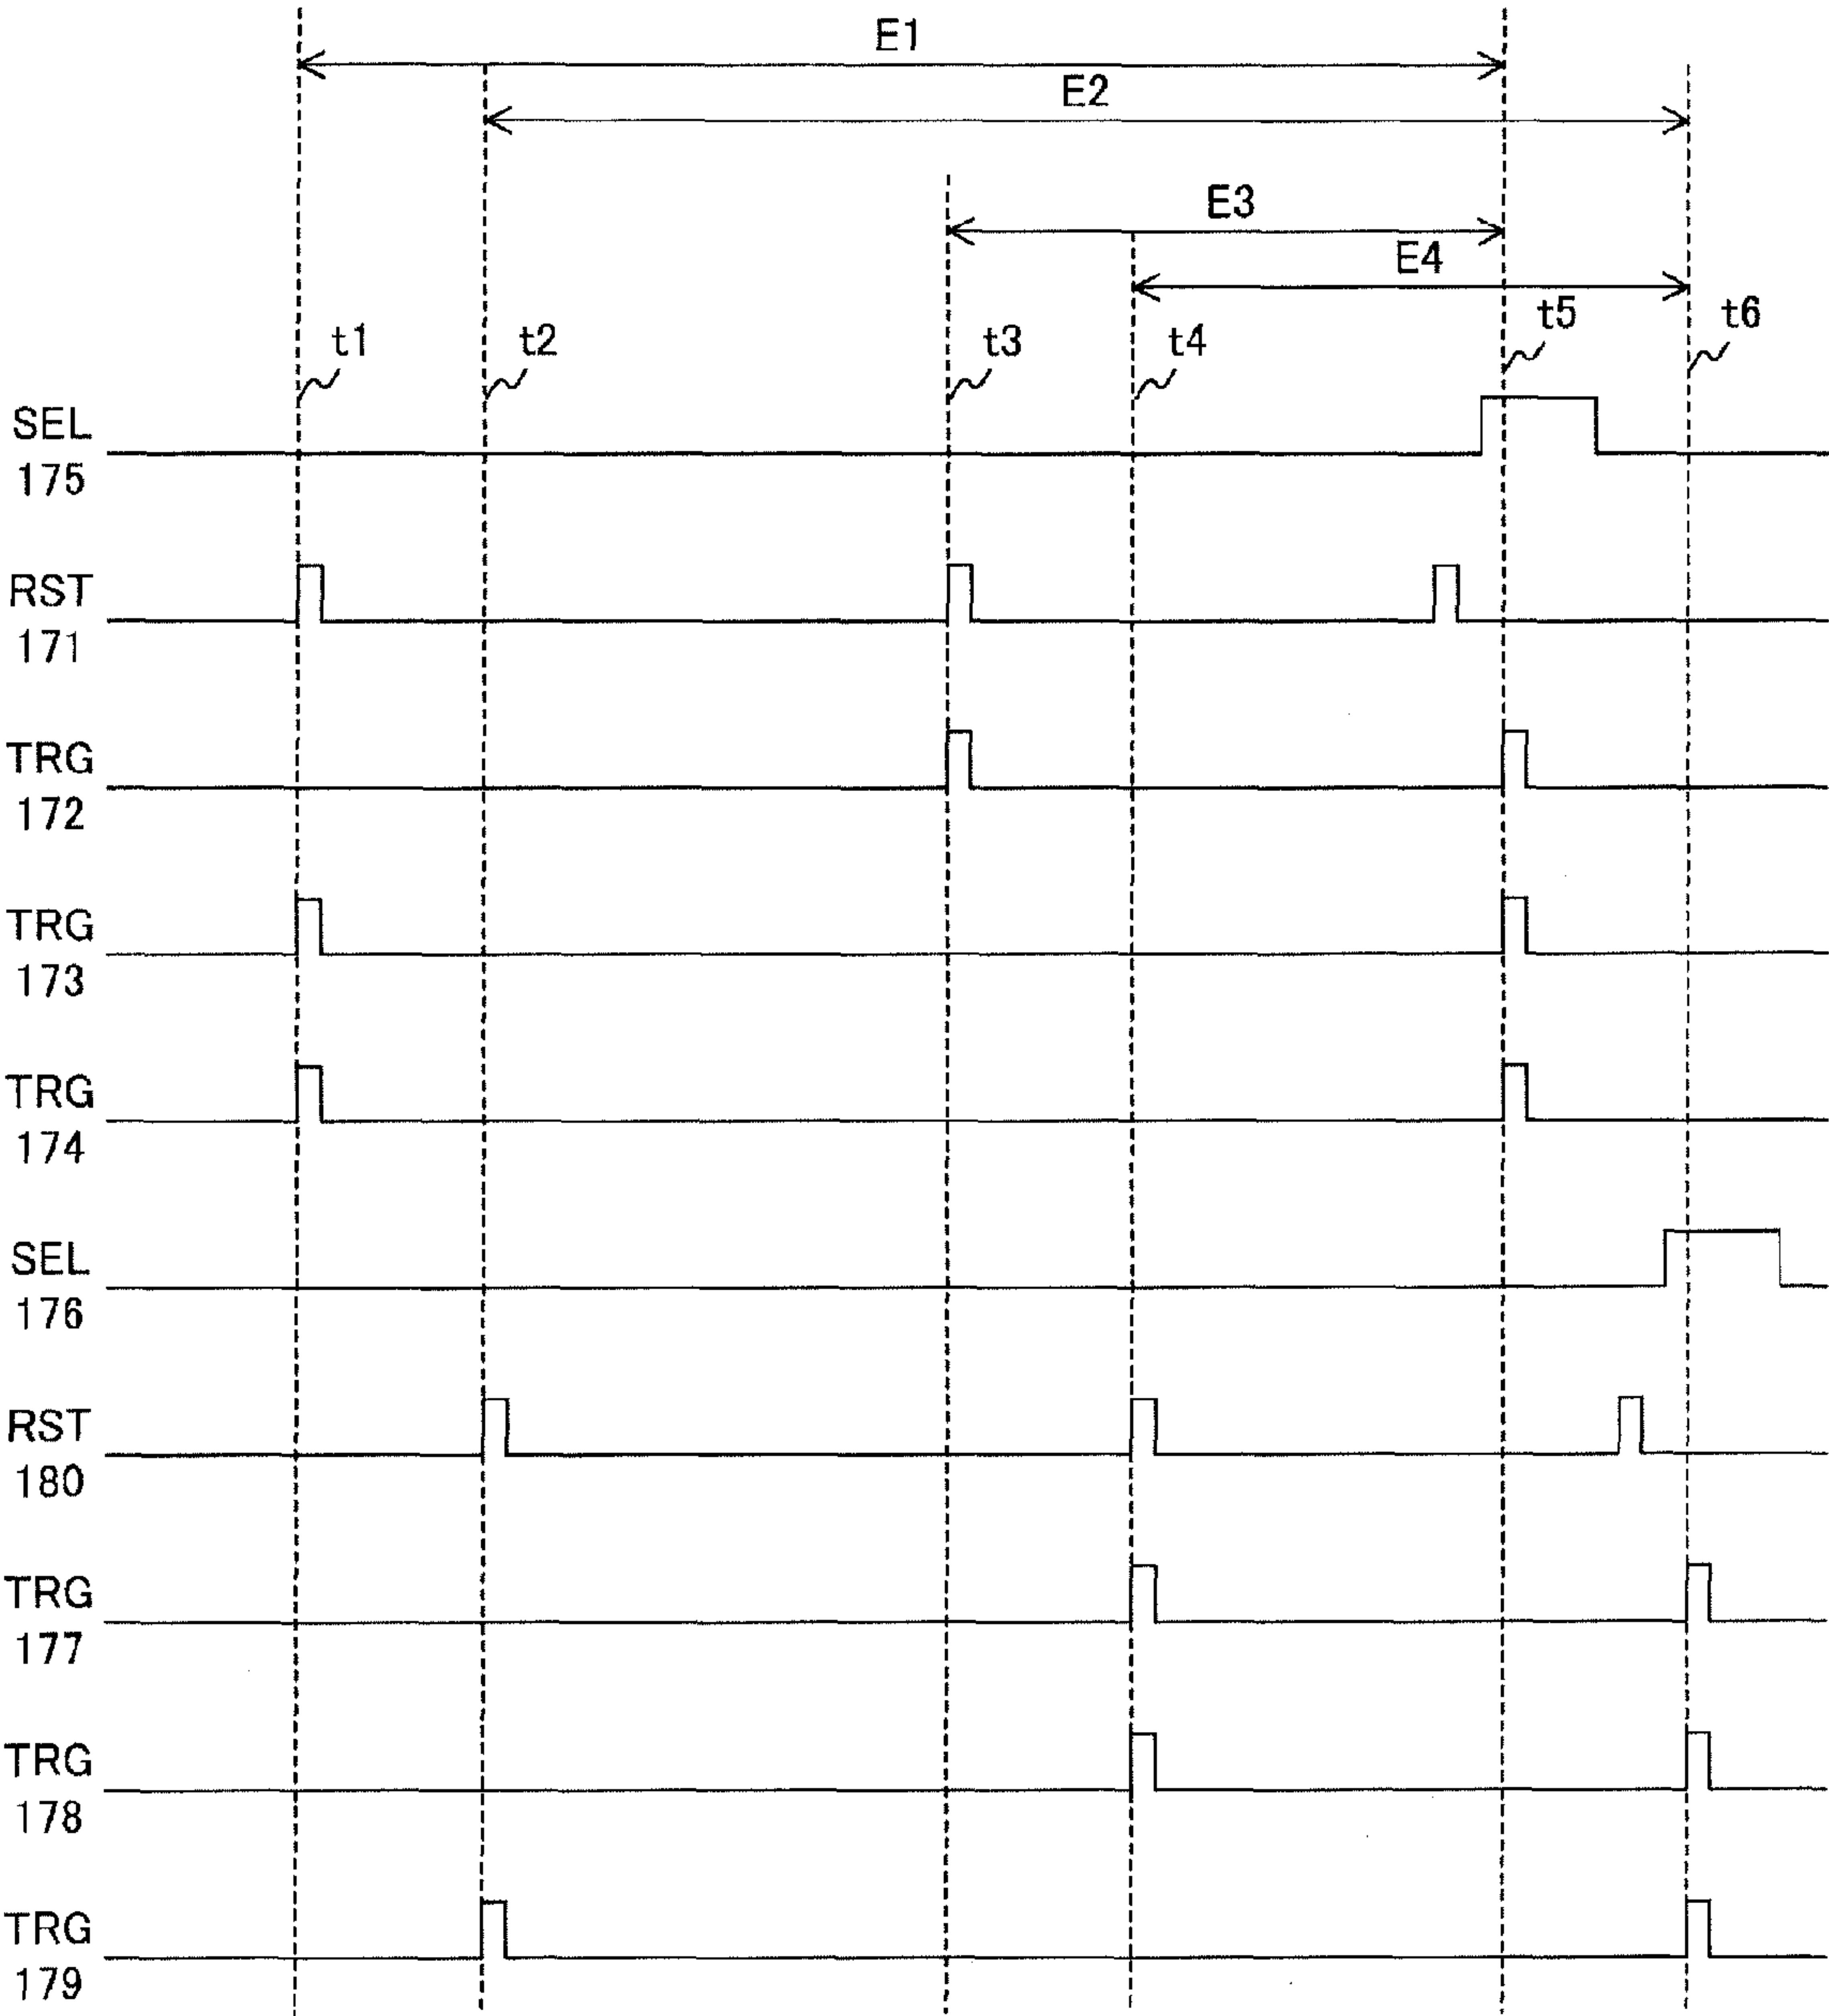 E1
E2
E3
E4
t1
t2
t3
t4
t5
t6
SEL
175
RST
171
TRG
172
TRG
173
TRG
174
SEL
176
RST
180
TRG
177
TRG
178
TRG
179